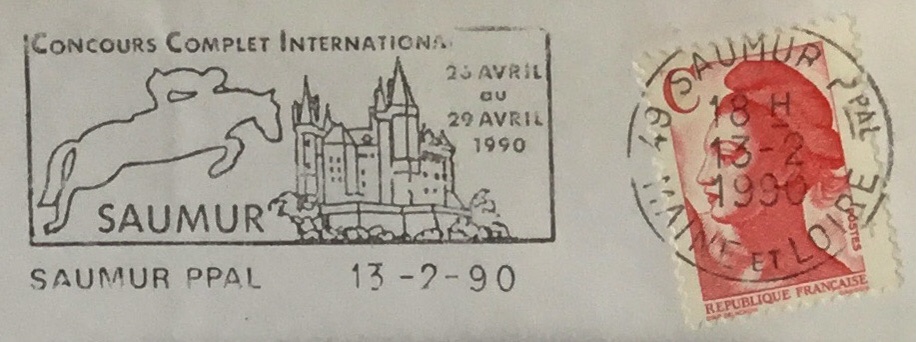 CONCOURS COMPLET INTERNATIONA
AVRIL
au
29 AVRIL
1990
SAUMUR
SAUMUR PPAL 13-2-90
49 SAUMUR PPAL
C
18 H
13-2
1990
MAINE ET LOIRE
POSTES
REPUBLIQUE FRANÇAISE